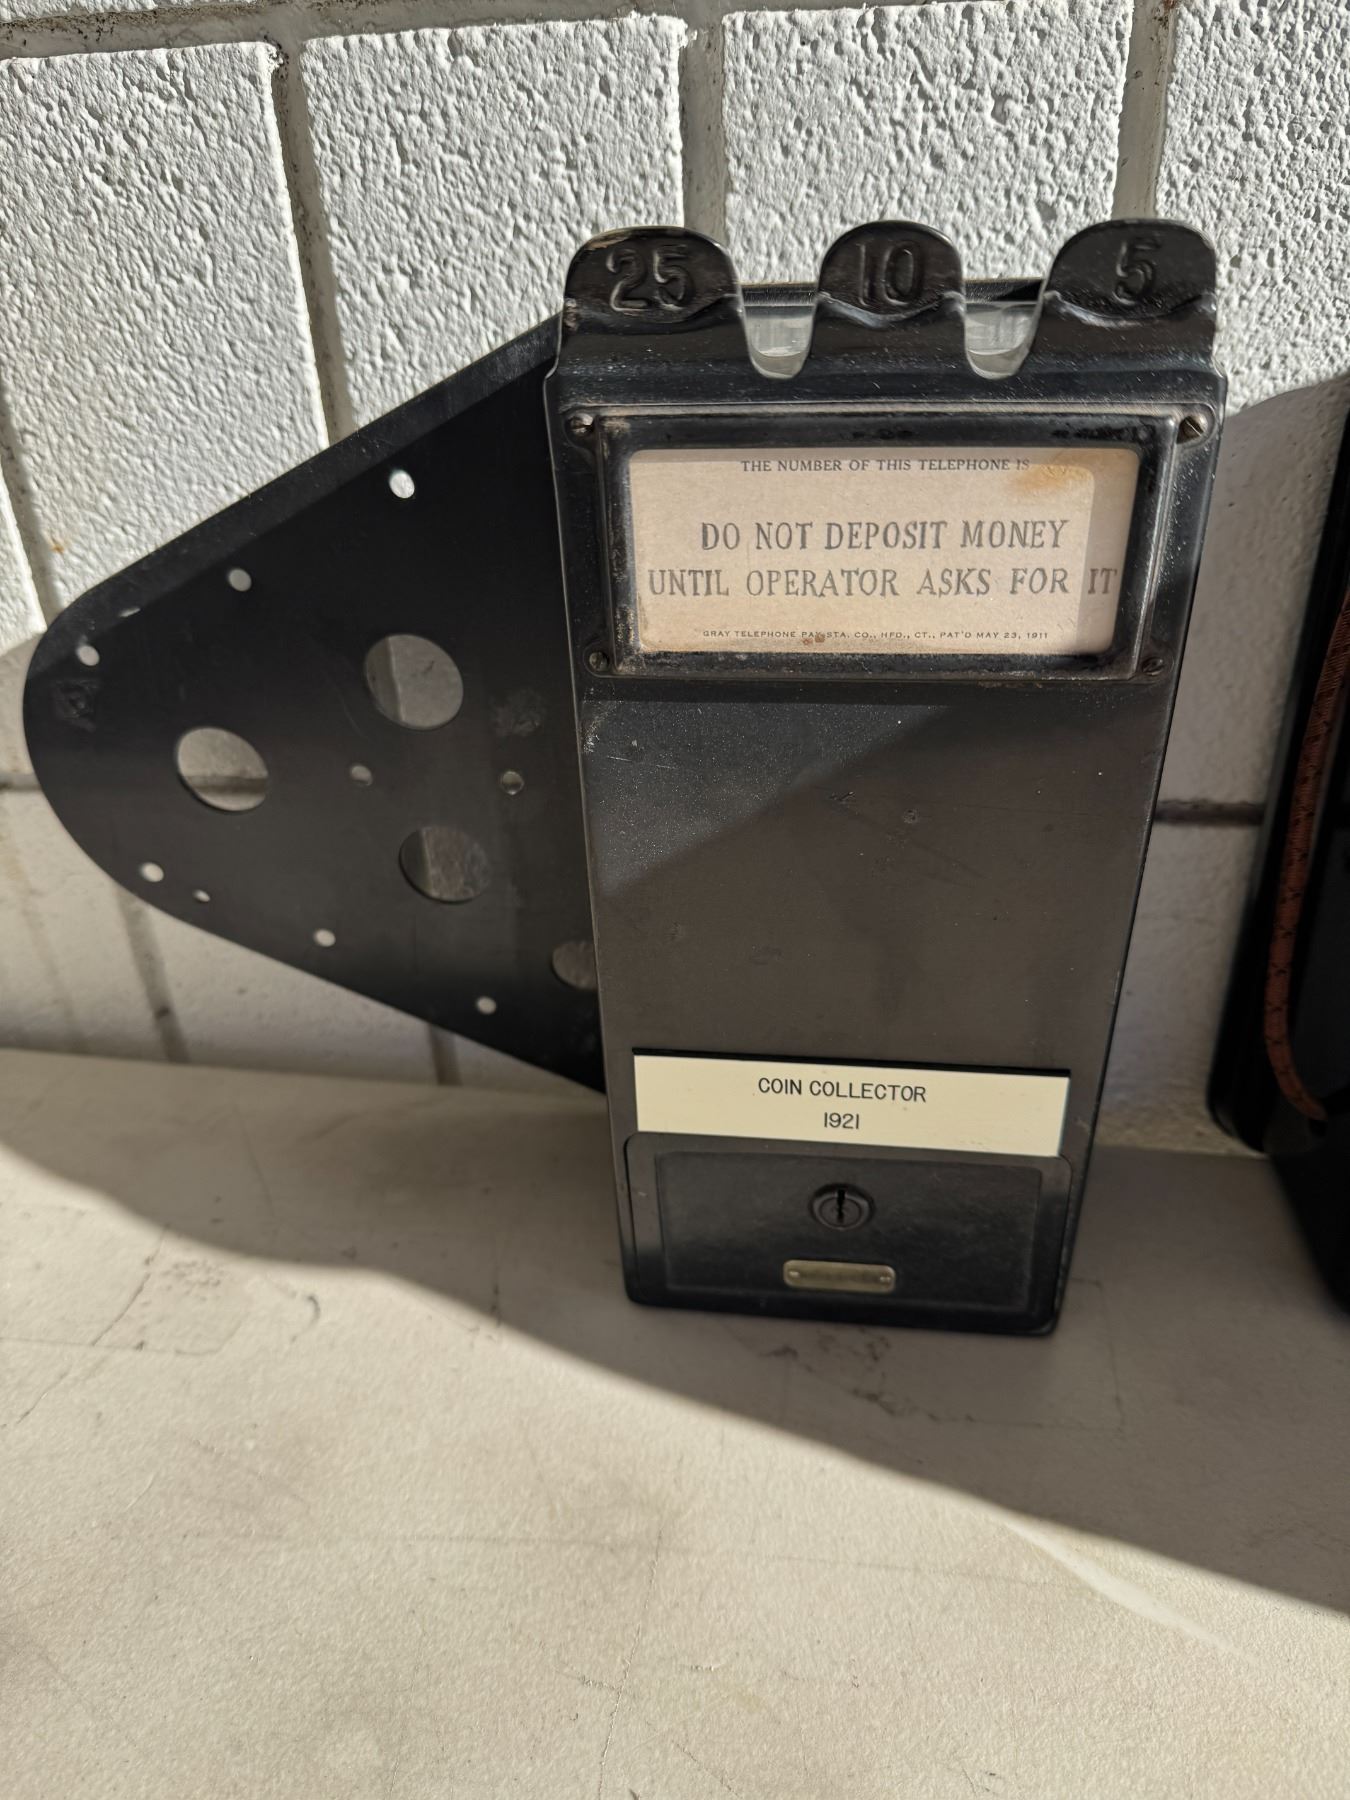 25 10 5
THE NUMBER OF THIS TELEPHONE IS
DO NOT DEPOSIT MONEY
UNTIL OPERATOR ASKS FOR IT
GRAY TELEPHONE PAY STA. CO., HFD., CT., PAT'D MAY 23, 1911
COIN COLLECTOR
1921